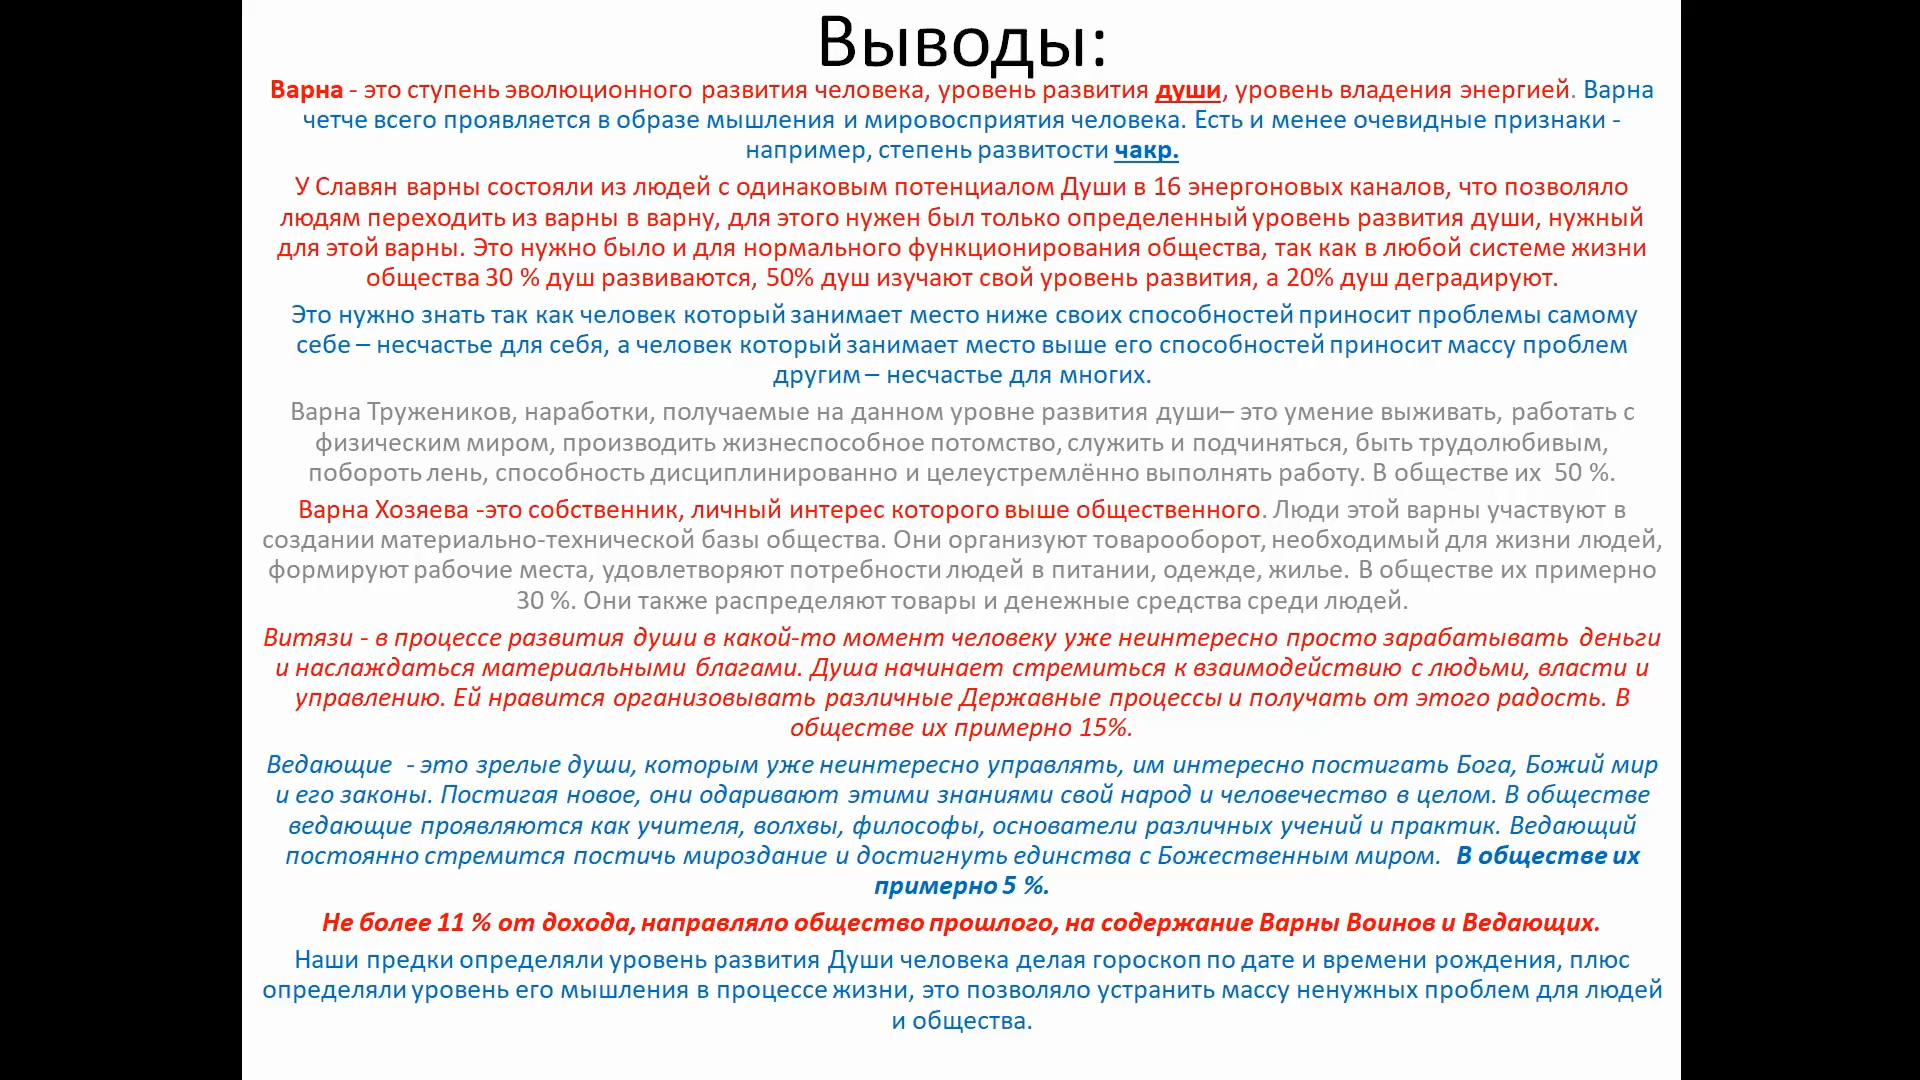 Выводы:
Варна - это ступень эволюционного развития человека, уровень развития души, уровень владения энергией. Варна
четче всего проявляется в образе мышления и мировосприятия человека. Есть и менее очевидные признаки -
например, степень развитости чакр.
У Славян варны состояли из людей с одинаковым потенциалом Души в 16 энергоновых каналов, что позволяло
людям переходить из варны в варну, для этого нужен был только определенный уровень развития души, нужный
для этой варны. Это нужно было и для нормального функционирования общества, так как в любой системе жизни
общества 30 % душ развиваются, 50% душ изучают свой уровень развития, а 20% душ деградируют.
Это нужно знать так как человек который занимает место ниже своих способностей приносит проблемы самому
себе – несчастье для себя, а человек который занимает место выше его способностей приносит массу проблем
другим – несчастье для многих.
Варна Тружеников, наработки, получаемые на данном уровне развития души– это умение выживать, работать с
физическим миром, производить жизнеспособное потомство, служить и подчиняться, быть трудолюбивым,
побороть лень, способность дисциплинированно и целеустремлённо выполнять работу. В обществе их 50 %.
Варна Хозяева -это собственник, личный интерес которого выше общественного. Люди этой варны участвуют в
создании материально-технической базы общества. Они организуют товарооборот, необходимый для жизни людей,
формируют рабочие места, удовлетворяют потребности людей в питании, одежде, жилье. В обществе их примерно
30 %. Они также распределяют товары и денежные средства среди людей.
Витязи - в процессе развития души в какой-то момент человеку уже неинтересно просто зарабатывать деньги
и наслаждаться материальными благами. Душа начинает стремиться к взаимодействию с людьми, власти и
управлению. Ей нравится организовывать различные Державные процессы и получать от этого радость. В
обществе их примерно 15%.
Ведающие - это зрелые души, которым уже неинтересно управлять, им интересно постигать Бога, Божий мир
и его законы. Постигая новое, они одаривают этими знаниями свой народ и человечество в целом. В обществе
ведающие проявляются как учителя, волхвы, философы, основатели различных учений и практик. Ведающий
постоянно стремится постичь мироздание и достигнуть единства с Божественным миром. В обществе их
примерно 5 %.
Не более 11 % от дохода, направляло общество прошлого, на содержание Варны Воинов и Ведающих.
Наши предки определяли уровень развития Души человека делая гороскоп по дате и времени рождения, плюс
определяли уровень его мышления в процессе жизни, это позволяло устранить массу ненужных проблем для людей
и общества.